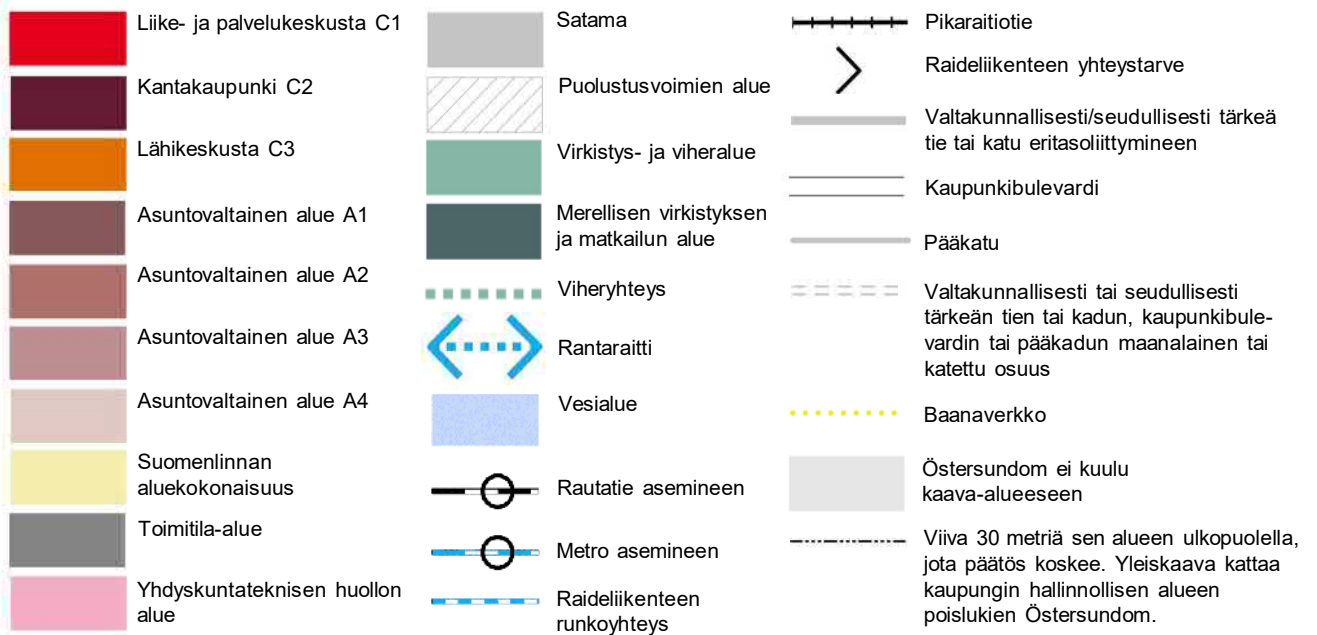 Liike- ja palvelukeskusta C1
Kantakaupunki C2
Lähikeskusta C3
Asuntovaltainen alue A1
Asuntovaltainen alue A2
Asuntovaltainen alue A3
Asuntovaltainen alue A4
Suomenlinnan
aluekokonaisuus
Toimitila-alue
Yhdyskuntateknisen huollon
alue
Satama
Puolustusvoimien alue
Virkistys- ja viheralue
Merellisen virkistyksen
ja matkailun alue
Viheryhteys
Rantaraitti
Vesialue
Rautatie asemineen
Metro asemineen
Raideliikenteen
runkoyhteys
Pikaraitiotie
Raideliikenteen yhteystarve
Valtakunnallisesti/seudullisesti tärkeä
tie tai katu eritasoliittymineen
Kaupunkibulevardi
Pääkatu
Valtakunnallisesti tai seudullisesti
tärkeän tien tai kadun, kaupunkibule-
vardin tai pääkadun maanalainen tai
katettu osuus
Baanaverkko
Östersundom ei kuulu
kaava-alueeseen
Viiva 30 metriä sen alueen ulkopuolella,
jota päätös koskee. Yleiskaava kattaa
kaupungin hallinnollisen alueen
poislukien Östersundom.